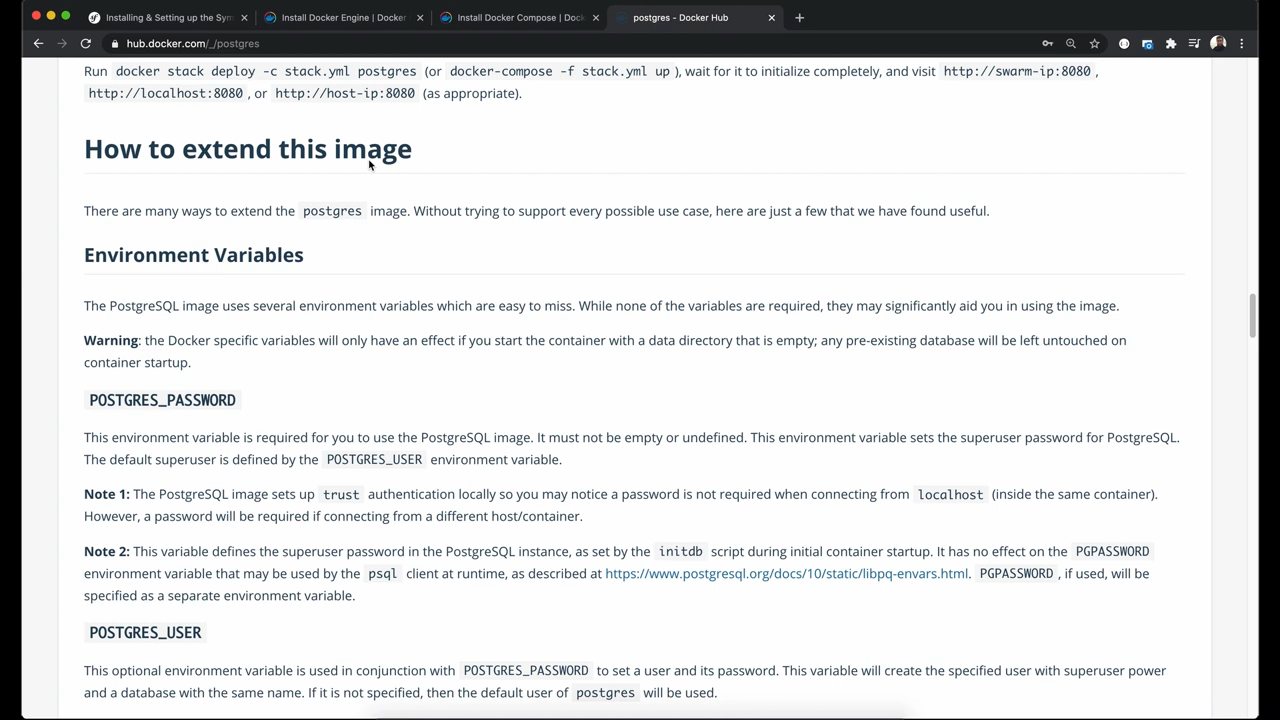 Installing & Setting up the Sym
Install Docker Engine | Docker
Install Docker Compose | Dock
postgres - Docker Hub
hub.docker.com/_/postgres
Run docker stack deploy -c stack.yml postgres (or docker-compose -f stack.yml up ), wait for it to initialize completely, and visit http://swarm-ip:8080 ,
http://localhost:8080 , or http://host-ip:8080 (as appropriate).
How to extend this image
There are many ways to extend the postgres image. Without trying to support every possible use case, here are just a few that we have found useful.
Environment Variables
The PostgreSQL image uses several environment variables which are easy to miss. While none of the variables are required, they may significantly aid you in using the image.
Warning: the Docker specific variables will only have an effect if you start the container with a data directory that is empty; any pre-existing database will be left untouched on
container startup.
POSTGRES_PASSWORD
This environment variable is required for you to use the PostgreSQL image. It must not be empty or undefined. This environment variable sets the superuser password for PostgreSQL.
The default superuser is defined by the POSTGRES_USER environment variable.
Note 1: The PostgreSQL image sets up trust authentication locally so you may notice a password is not required when connecting from localhost (inside the same container).
However, a password will be required if connecting from a different host/container.
Note 2: This variable defines the superuser password in the PostgreSQL instance, as set by the initdb script during initial container startup. It has no effect on the PGPASSWORD
environment variable that may be used by the psql client at runtime, as described at https://www.postgresql.org/docs/10/static/libpq-envars.html. PGPASSWORD , if used, will be
specified as a separate environment variable.
POSTGRES_USER
This optional environment variable is used in conjunction with POSTGRES_PASSWORD to set a user and its password. This variable will create the specified user with superuser power
and a database with the same name. If it is not specified, then the default user of postgres will be used.